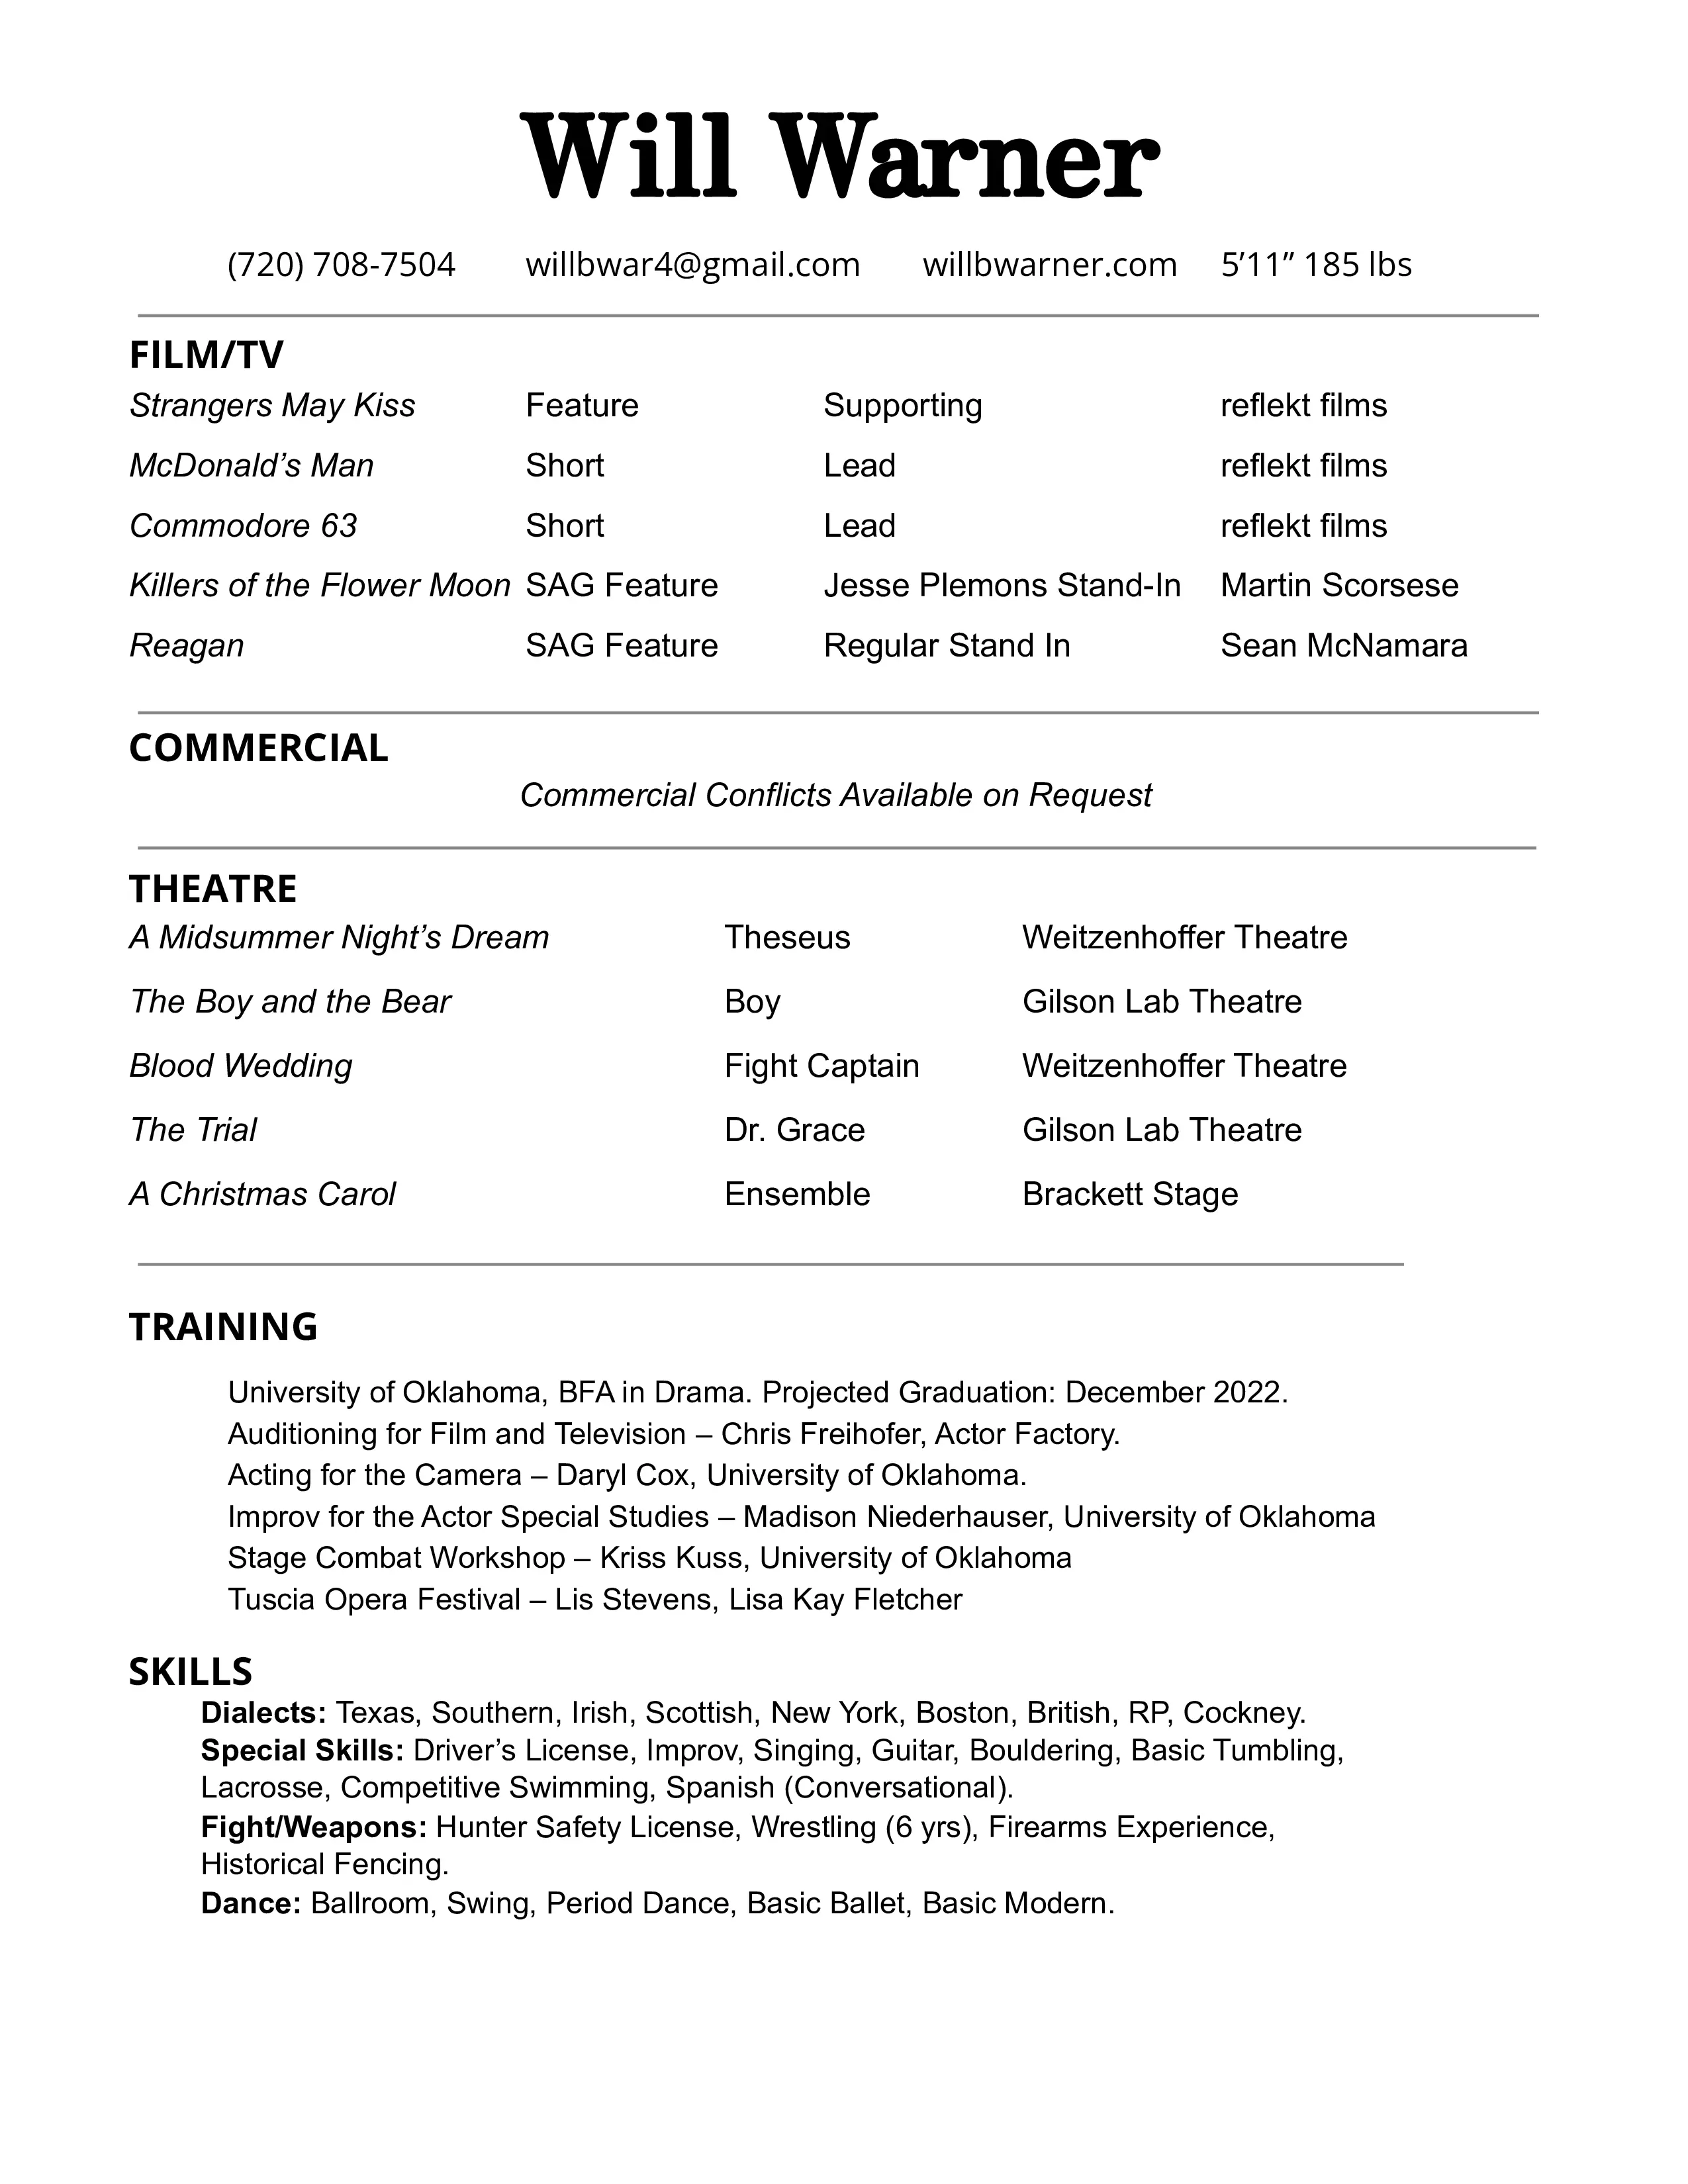 Will Warner
(720) 708-7504 willbwar4@gmail.com willbwarner.com 5’11” 185 lbs
FILM/TV
Strangers May Kiss Feature Supporting reflekt films
McDonald’s Man Short Lead reflekt films
Commodore 63 Short Lead reflekt films
Killers of the Flower Moon SAG Feature Jesse Plemons Stand-In Martin Scorsese
Reagan SAG Feature Regular Stand In Sean McNamara
COMMERCIAL
Commercial Conflicts Available on Request
THEATRE
A Midsummer Night’s Dream Theseus Weitzenhoffer Theatre
The Boy and the Bear Boy Gilson Lab Theatre
Blood Wedding Fight Captain Weitzenhoffer Theatre
The Trial Dr. Grace Gilson Lab Theatre
A Christmas Carol Ensemble Brackett Stage
TRAINING
University of Oklahoma, BFA in Drama. Projected Graduation: December 2022.
Auditioning for Film and Television – Chris Freihofer, Actor Factory.
Acting for the Camera – Daryl Cox, University of Oklahoma.
Improv for the Actor Special Studies – Madison Niederhauser, University of Oklahoma
Stage Combat Workshop – Kriss Kuss, University of Oklahoma
Tuscia Opera Festival – Lis Stevens, Lisa Kay Fletcher
SKILLS
Dialects: Texas, Southern, Irish, Scottish, New York, Boston, British, RP, Cockney.
Special Skills: Driver’s License, Improv, Singing, Guitar, Bouldering, Basic Tumbling,
Lacrosse, Competitive Swimming, Spanish (Conversational).
Fight/Weapons: Hunter Safety License, Wrestling (6 yrs), Firearms Experience,
Historical Fencing.
Dance: Ballroom, Swing, Period Dance, Basic Ballet, Basic Modern.